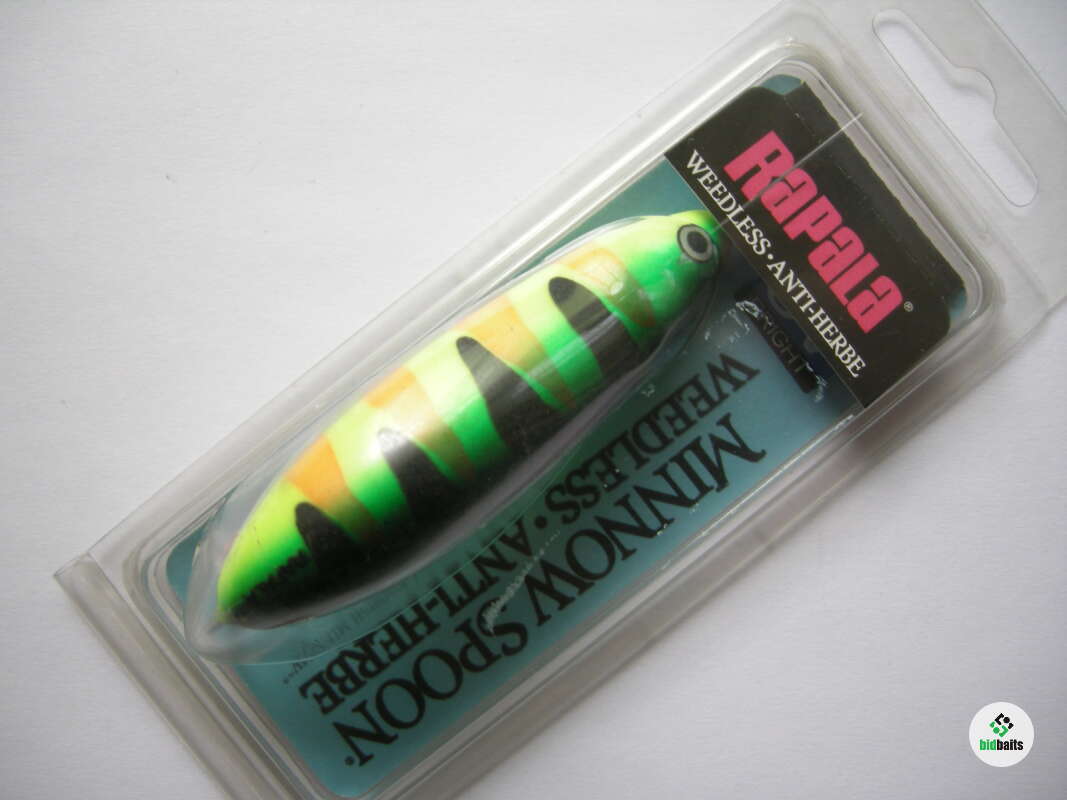 RAPALA®
WEEDLESS · ANTI-HERBE
MINNOW SPOON®
WEEDLESS · ANTI-HERBE
bidbaits